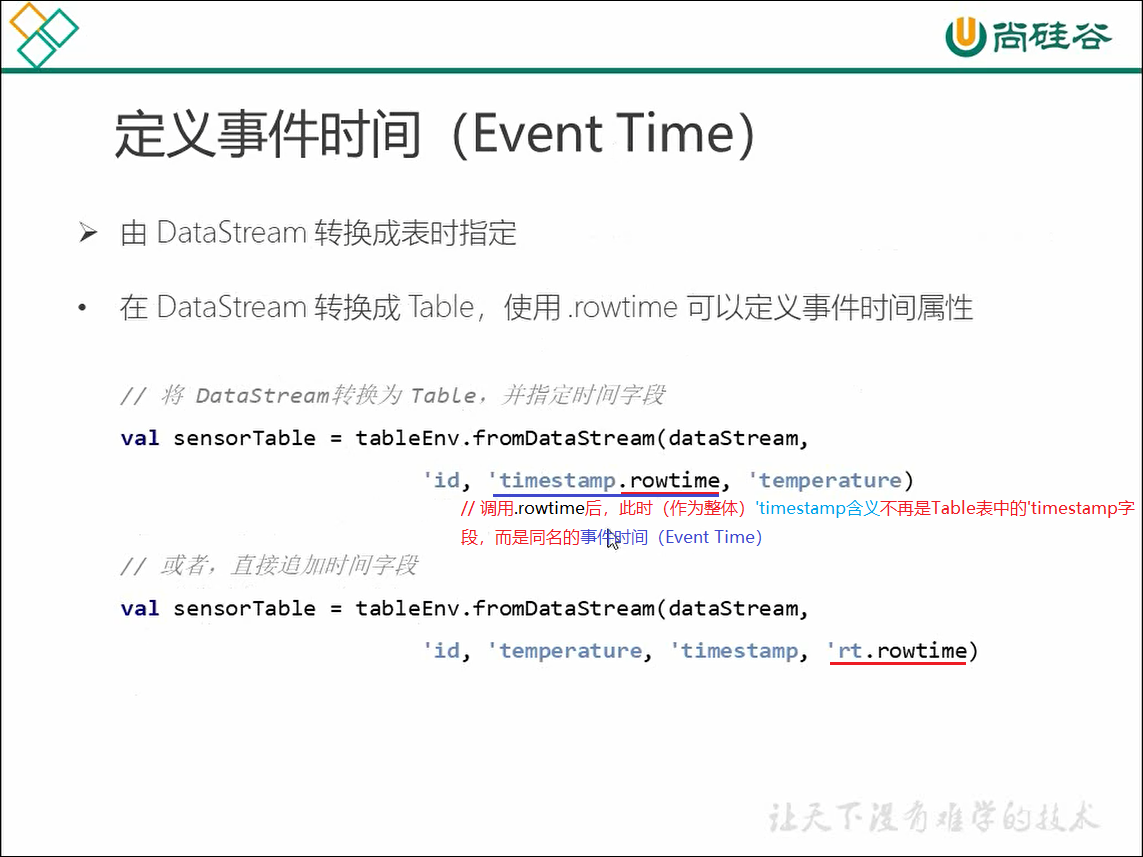 尚硅谷
定义事件时间（Event Time）
➢ 由 DataStream 转换成表时指定
• 在 DataStream 转换成 Table，使用 .rowtime 可以定义事件时间属性
// 将 DataStream转换为 Table，并指定时间字段
val sensorTable = tableEnv.fromDataStream(dataStream,
'id, 'timestamp.rowtime, 'temperature)
// 调用.rowtime后，此时（作为整体）'timestamp含义不再是Table表中的'timestamp字
段，而是同名的事件时间（Event Time）
// 或者，直接追加时间字段
val sensorTable = tableEnv.fromDataStream(dataStream,
'id, 'temperature, 'timestamp, 'rt.rowtime)
让天下没有难学的技术